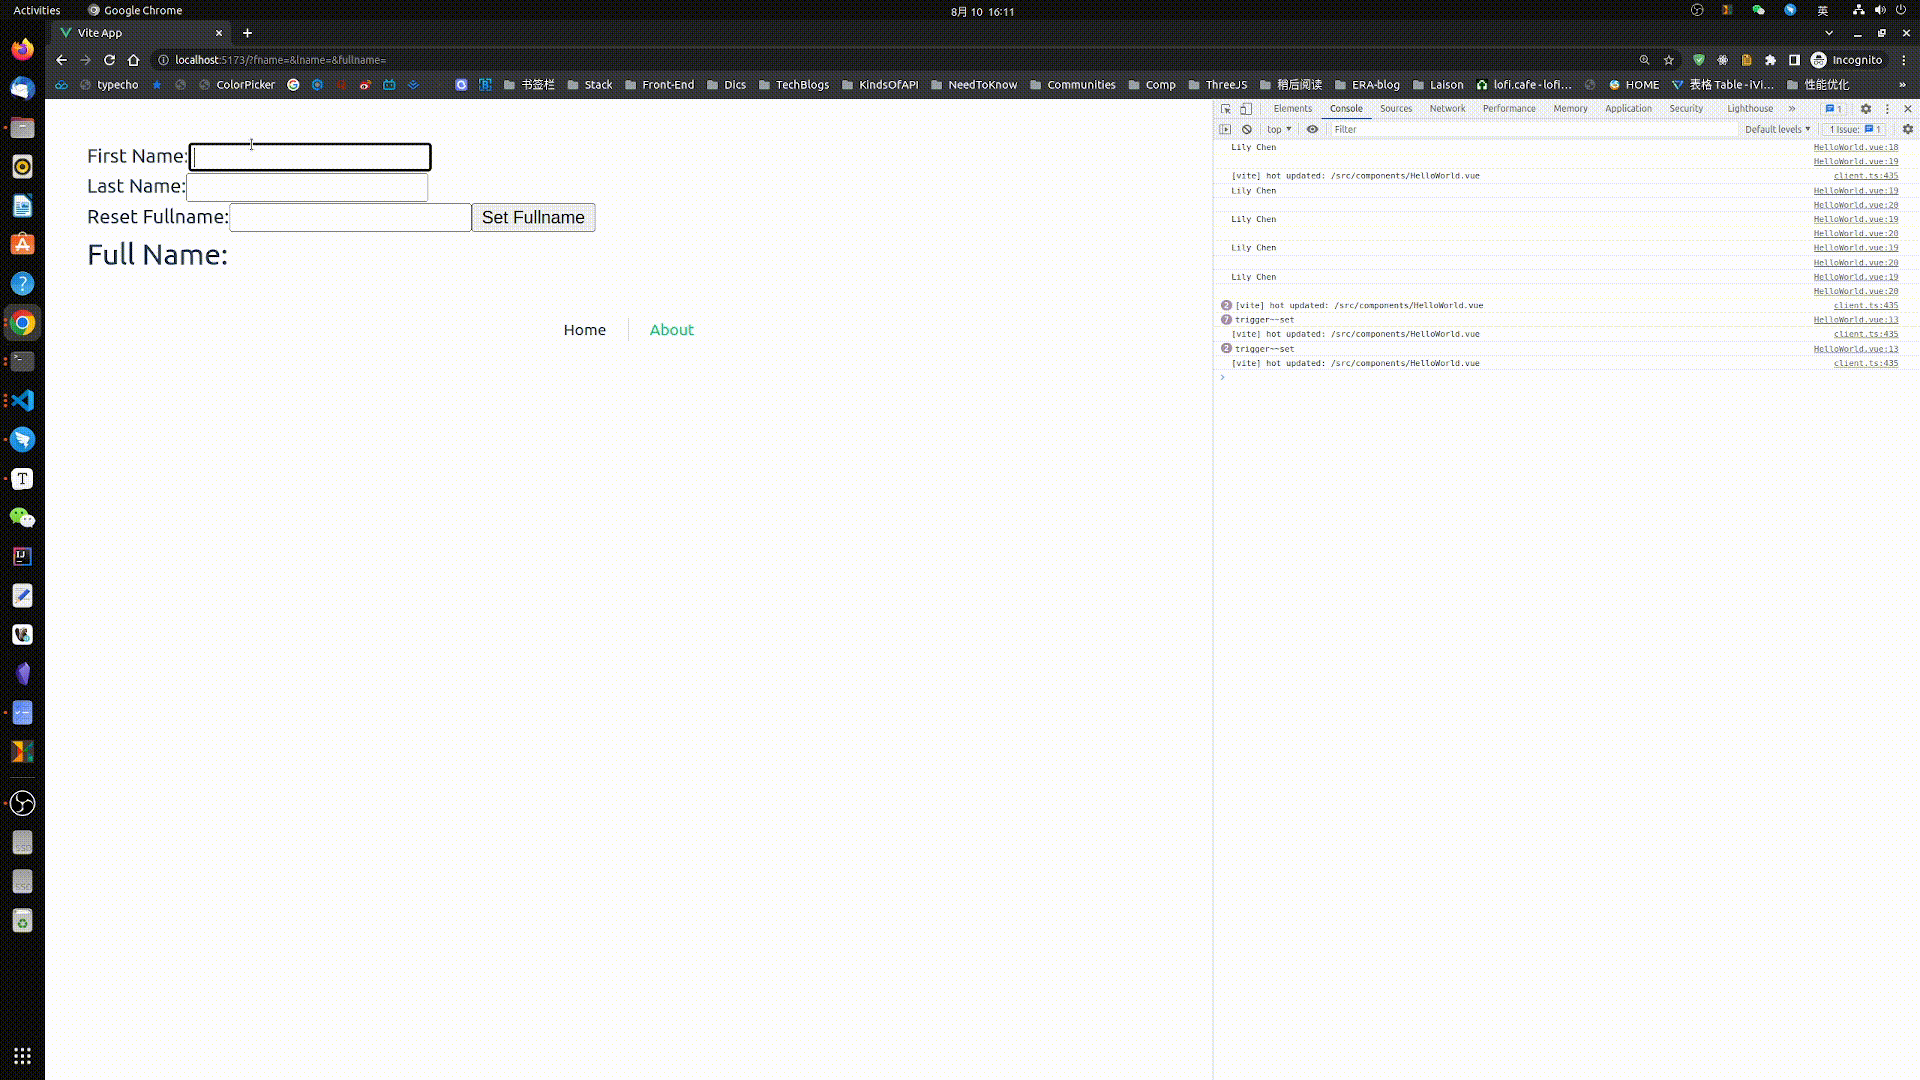 Activities
Google Chrome
8月 10 16:11
英
Vite App
localhost:5173/?fname=&lname=&fullname=
Incognito
typecho
ColorPicker
书签栏
Stack
Front-End
Dics
TechBlogs
KindsOfAPI
NeedToKnow
Communities
Comp
ThreeJS
稍后阅读
ERA-blog
Laison
lofi.cafe - lofi...
HOME
表格 Table - iVi...
性能优化
»
First Name:
Last Name:
Reset Fullname:
Set Fullname
Full Name:
Home
About
Elements
Console
Sources
Network
Performance
Memory
Application
Security
Lighthouse
»
1
top
Filter
Default levels
1 Issue:
1
Lily Chen HelloWorld.vue:18
HelloWorld.vue:19
[vite] hot updated: /src/components/HelloWorld.vue client.ts:435
Lily Chen HelloWorld.vue:19
HelloWorld.vue:20
Lily Chen HelloWorld.vue:19
HelloWorld.vue:20
Lily Chen HelloWorld.vue:19
HelloWorld.vue:20
Lily Chen HelloWorld.vue:19
HelloWorld.vue:20
2 [vite] hot updated: /src/components/HelloWorld.vue client.ts:435
7 trigger~~set HelloWorld.vue:13
[vite] hot updated: /src/components/HelloWorld.vue client.ts:435
2 trigger~~set HelloWorld.vue:13
[vite] hot updated: /src/components/HelloWorld.vue client.ts:435